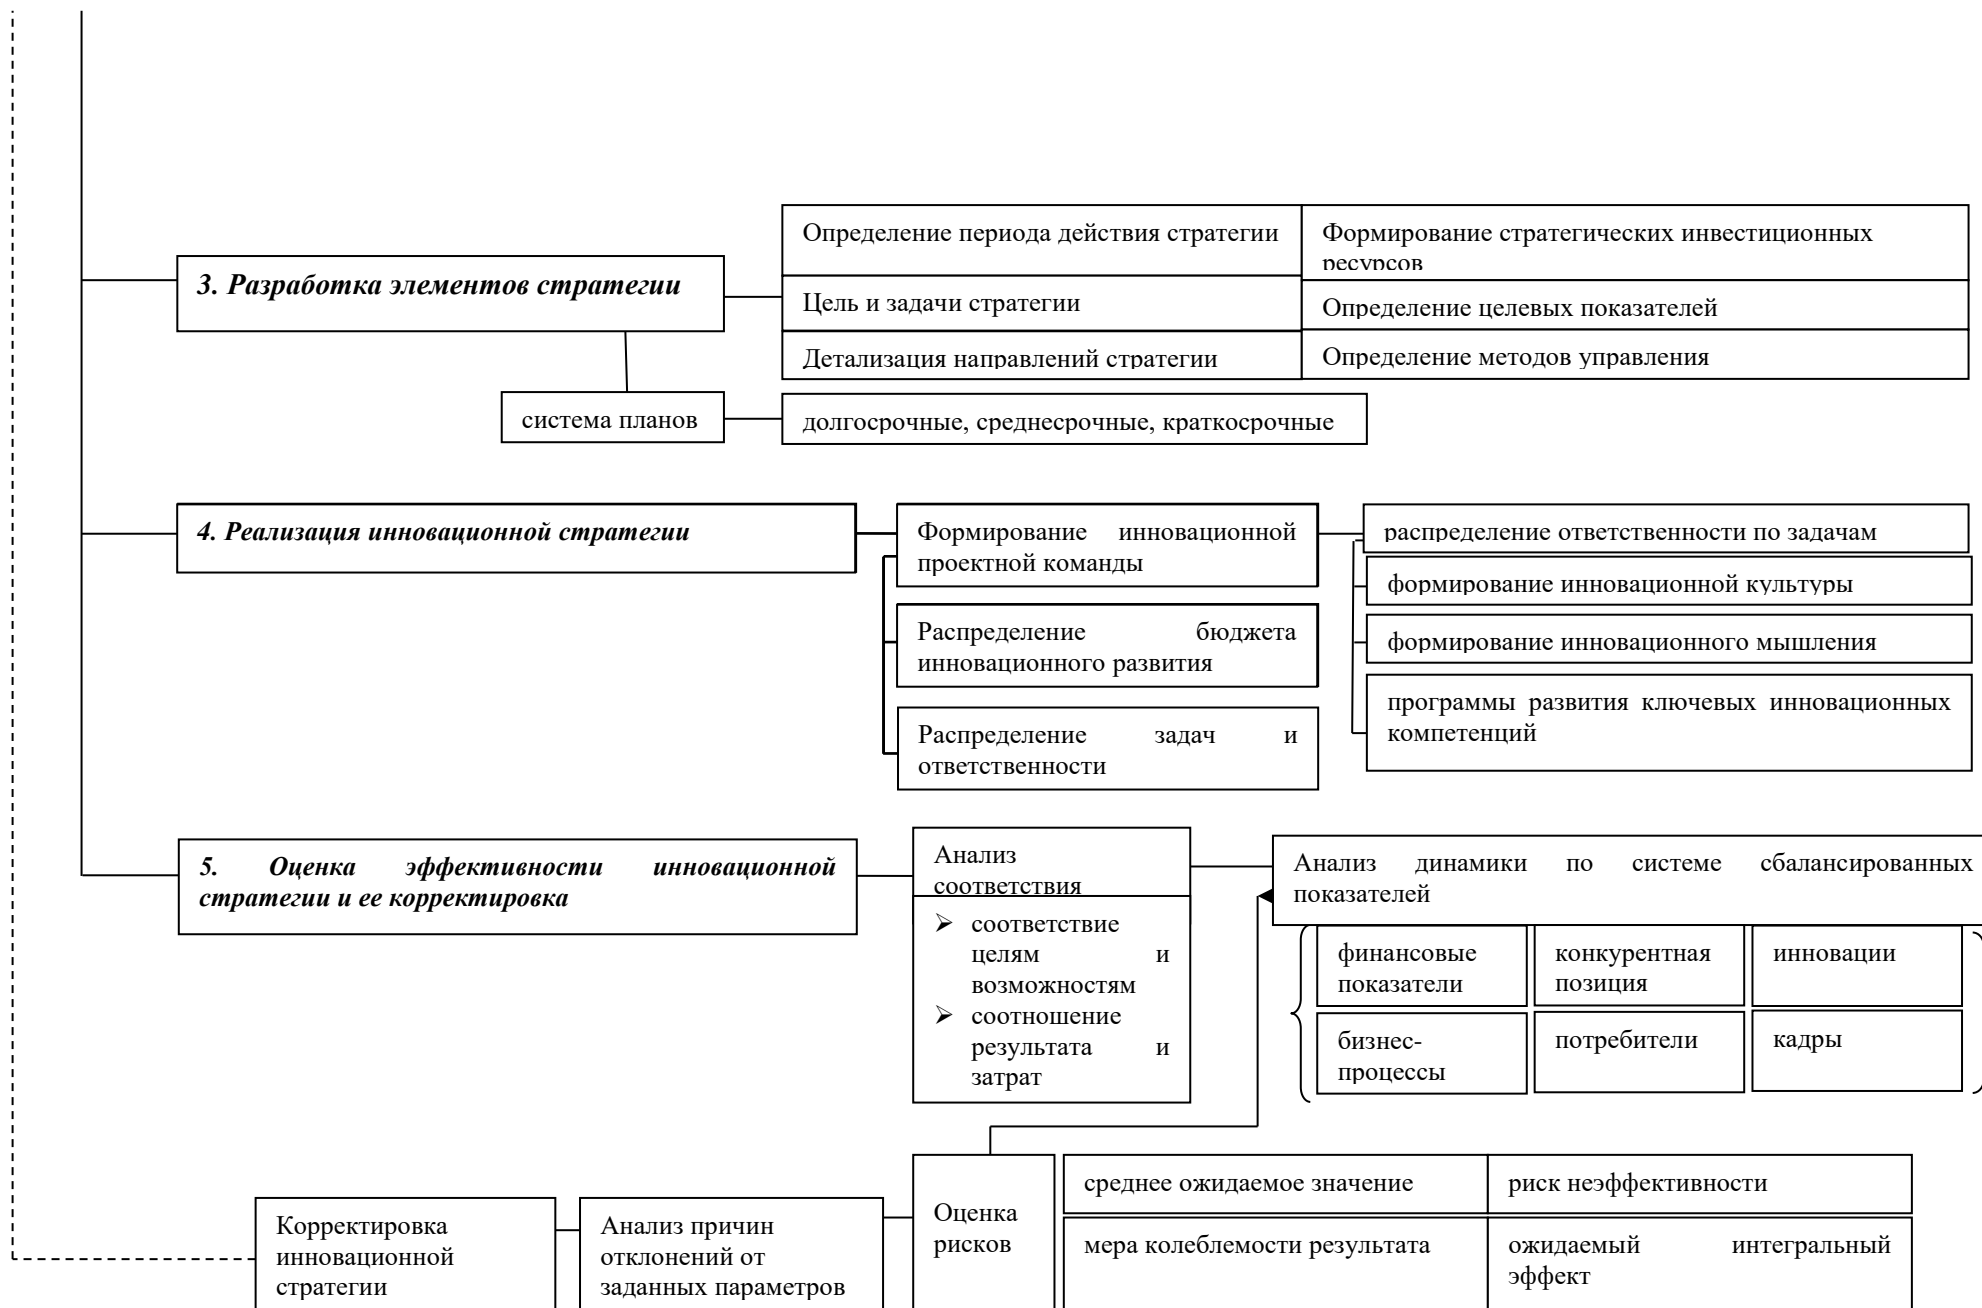 Определение периода действия стратегии
Формирование стратегических инвестиционных
ресурсов
3. Разработка элементов стратегии
Цель и задачи стратегии
Определение целевых показателей
Детализация направлений стратегии
Определение методов управления
система планов
долгосрочные, среднесрочные, краткосрочные
4. Реализация инновационной стратегии
Формирование инновационной
проектной команды
распределение ответственности по задачам
формирование инновационной культуры
Распределение бюджета
инновационного развития
формирование инновационного мышления
программы развития ключевых инновационных
компетенций
Распределение задач и
ответственности
5. Оценка эффективности инновационной
стратегии и ее корректировка
Анализ
соответствия
➢ соответствие
целям и
возможностям
➢ соотношение
результата и
затрат
Анализ динамики по системе сбалансированных
показателей
финансовые
показатели
конкурентная
позиция
инновации
бизнес-
процессы
потребители
кадры
Корректировка
инновационной
стратегии
Анализ причин
отклонений от
заданных параметров
Оценка
рисков
среднее ожидаемое значение
риск неэффективности
мера колеблемости результата
ожидаемый интегральный
эффект